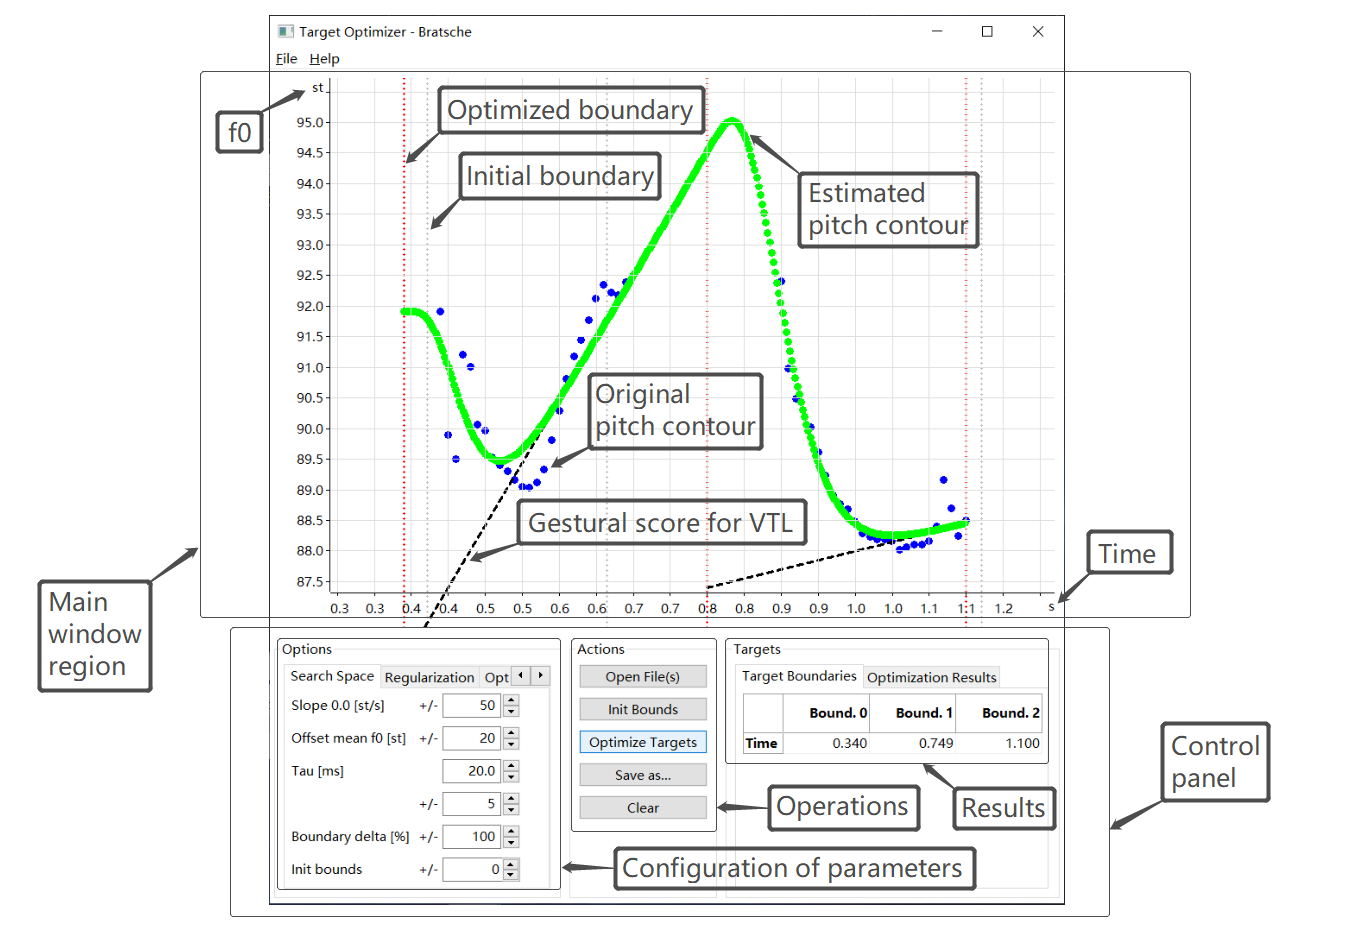 Target Optimizer - Bratsche
File Help
st
f0
Optimized boundary
Initial boundary
Estimated
pitch contour
Original
pitch contour
Gestural score for VTL
Time
Main
window
region
95.0
94.5
94.0
93.5
93.0
92.5
92.0
91.5
91.0
90.5
90.0
89.5
89.0
88.5
88.0
87.5
0.3 0.3 0.4 0.4 0.5 0.5 0.6 0.6 0.7 0.7 0.8 0.8 0.9 0.9 1.0 1.0 1.1 1.1 1.2 s
Options
Search Space Regularization Opt
Slope 0.0 [st/s] +/- 50
Offset mean f0 [st] +/- 20
Tau [ms] 20.0
+/- 5
Boundary delta [%] +/- 100
Init bounds +/- 0
Actions
Open File(s)
Init Bounds
Optimize Targets
Save as...
Clear
Targets
Target Boundaries Optimization Results
Bound. 0 Bound. 1 Bound. 2
Time 0.340 0.749 1.100
Operations
Results
Control
panel
Configuration of parameters